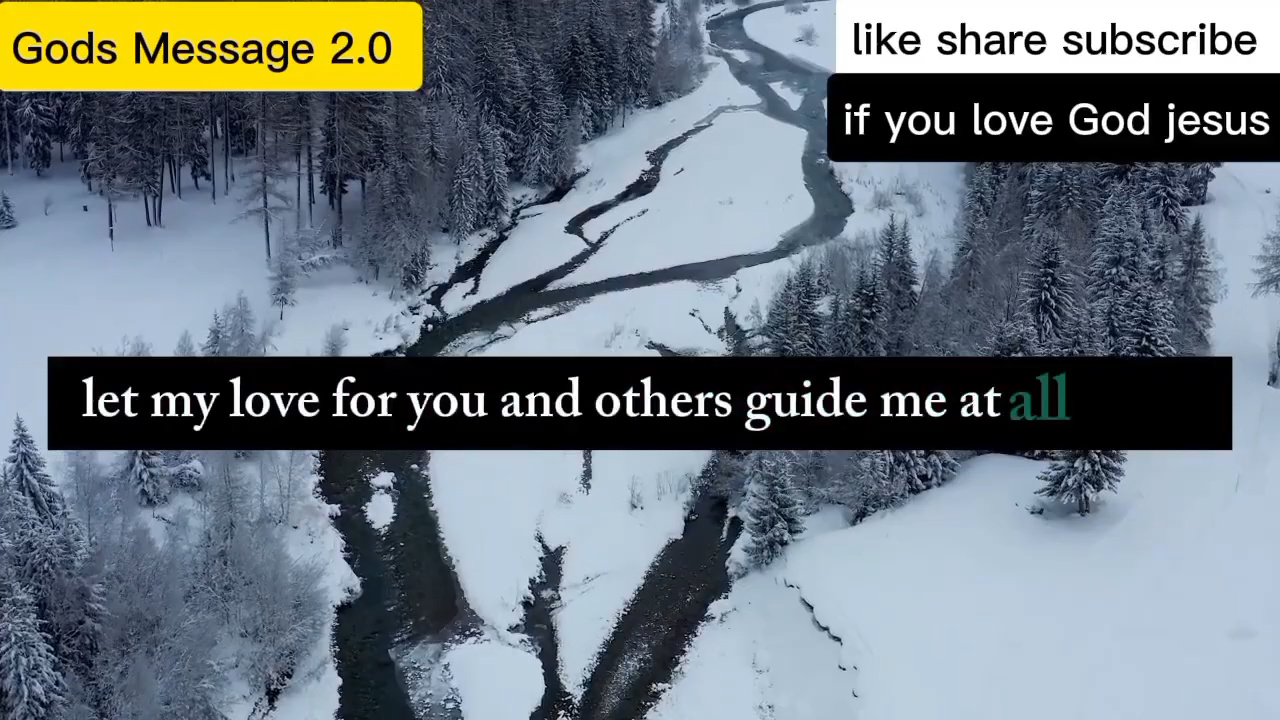 Gods Message 2.0
like share subscribe
if you love God jesus
let my love for you and others guide me at all